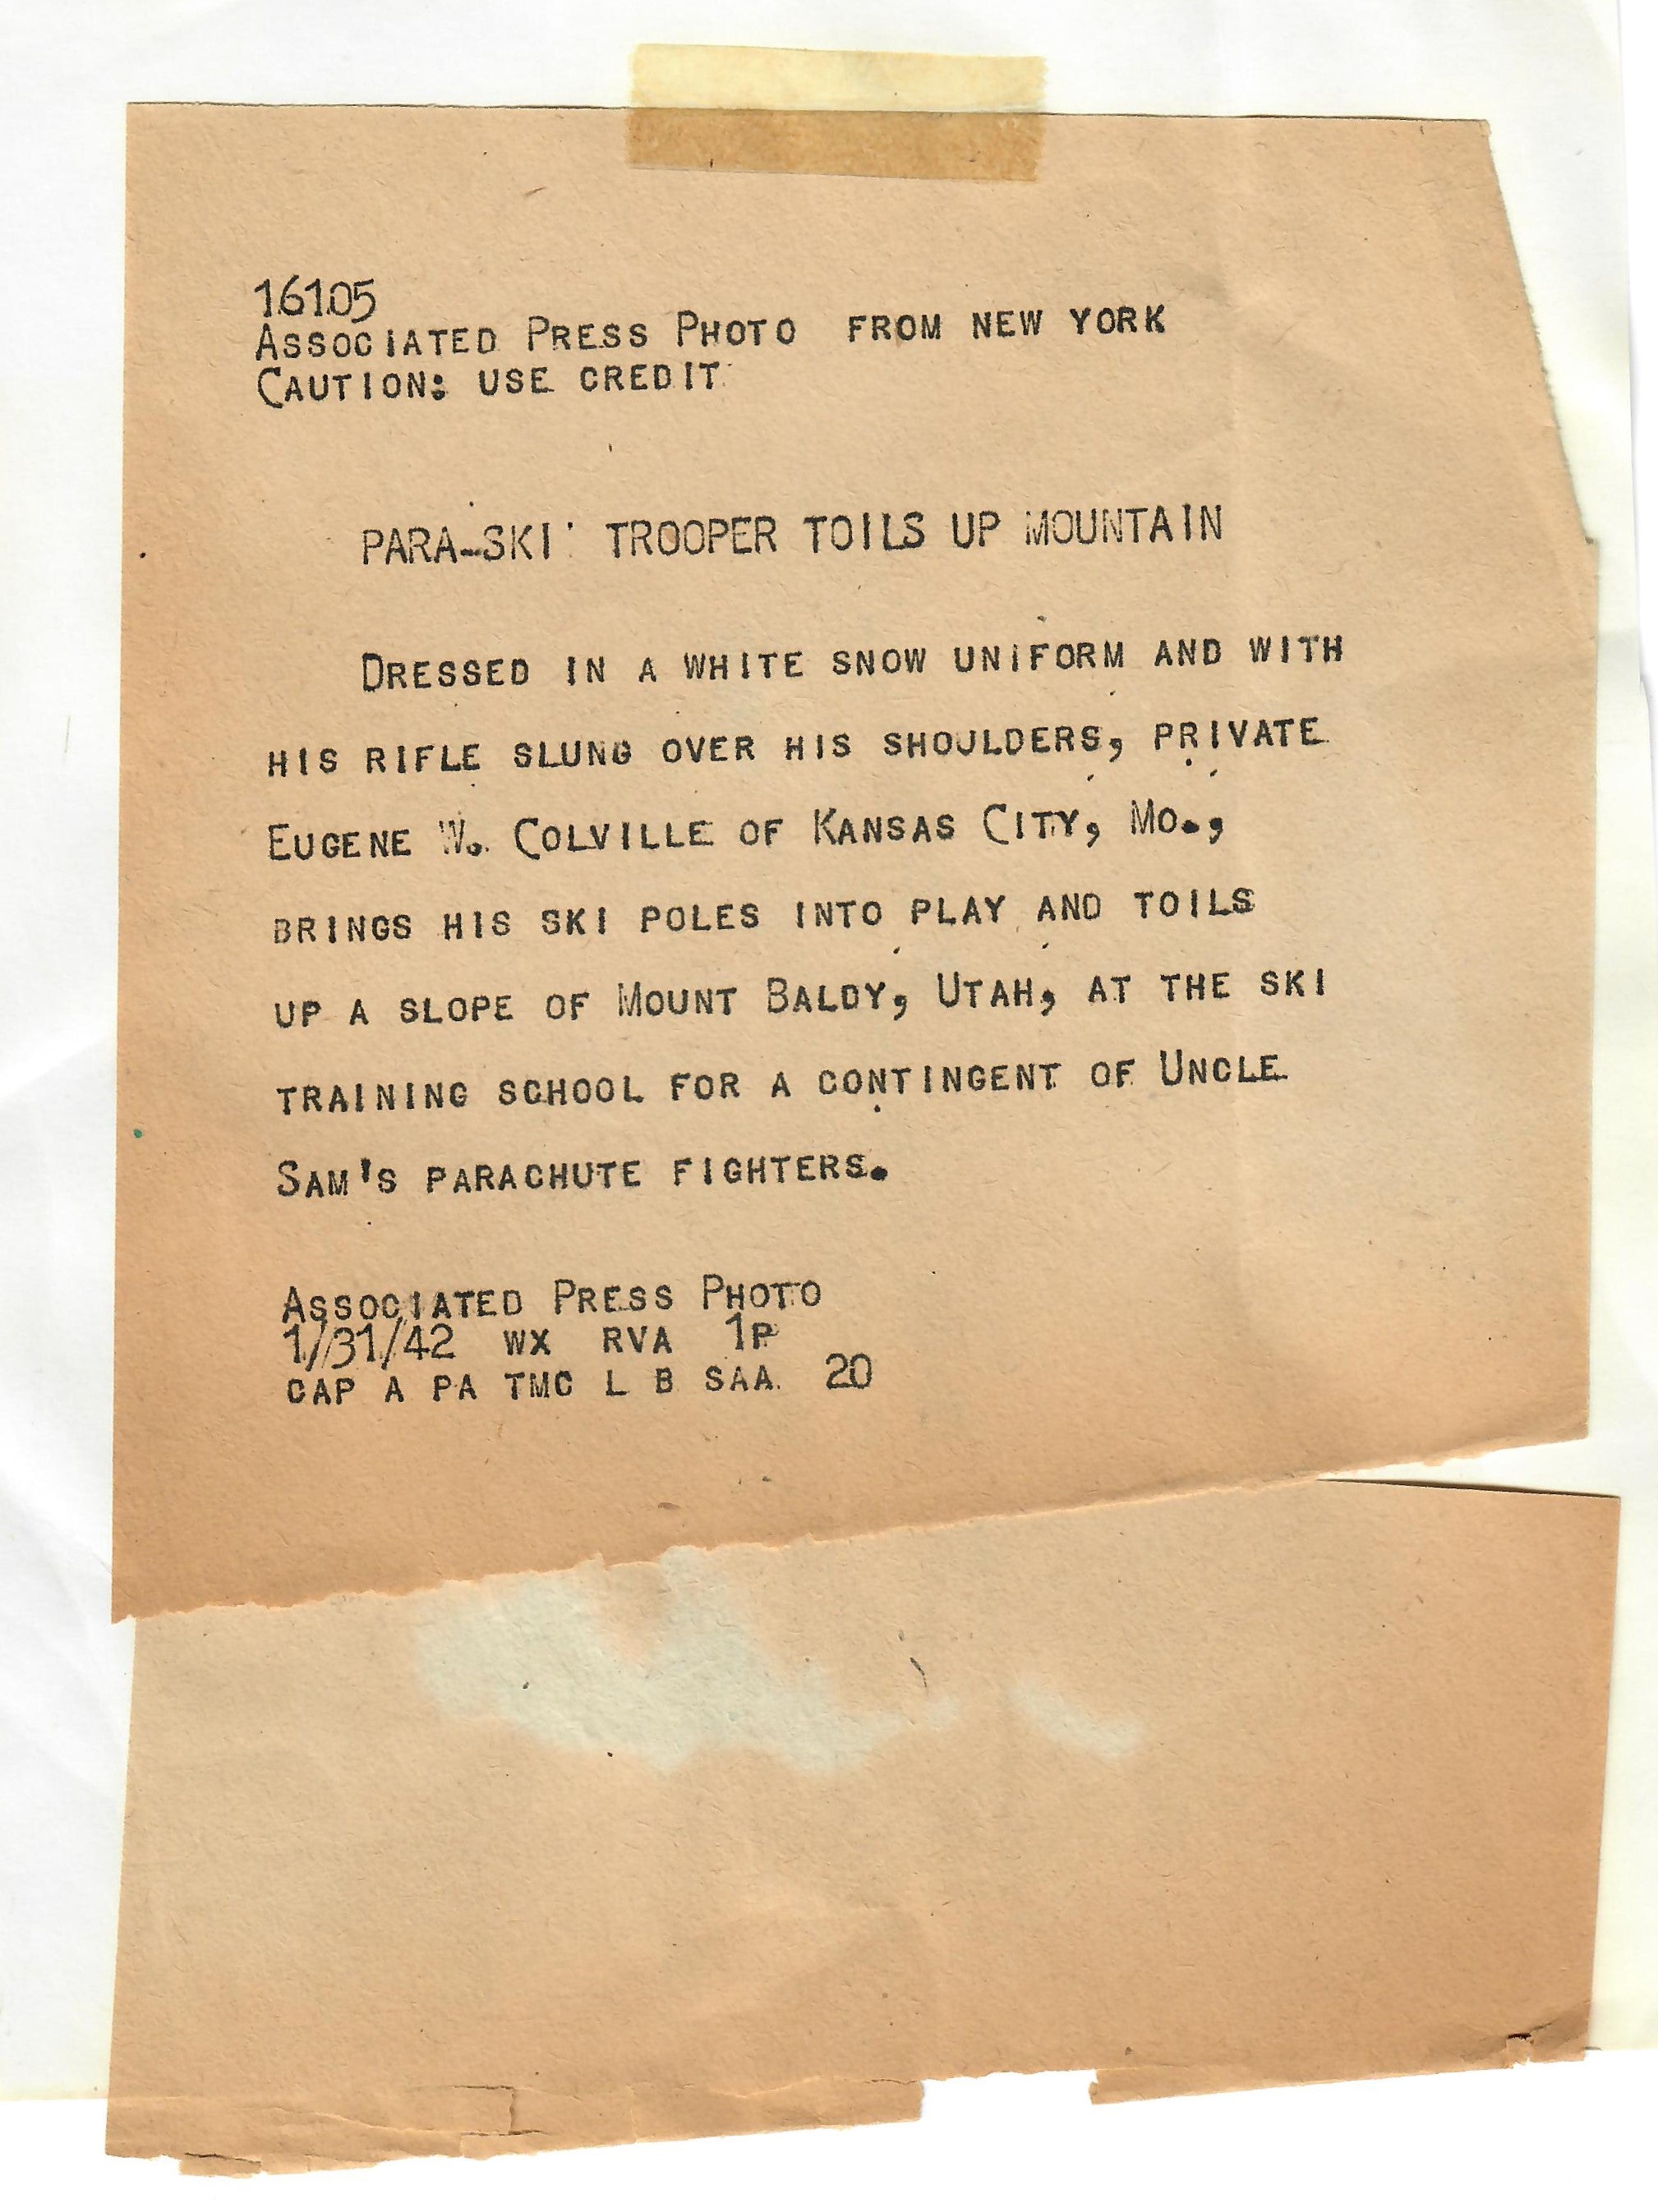 16105
ASSOCIATED PRESS PHOTO FROM NEW YORK
CAUTION: USE CREDIT
PARA-SKI' TROOPER TOILS UP MOUNTAIN
DRESSED IN A WHITE SNOW UNIFORM AND WITH
HIS RIFLE SLUNG OVER HIS SHOULDERS, PRIVATE
EUGENE W. COLVILLE OF KANSAS CITY, MO.,
BRINGS HIS SKI POLES INTO PLAY AND TOILS
UP A SLOPE OF MOUNT BALDY, UTAH, AT THE SKI
TRAINING SCHOOL FOR A CONTINGENT OF UNCLE
SAM'S PARACHUTE FIGHTERS.
ASSOCIATED PRESS PHOTO
1/31/42 WX RVA 1P
CAP A PA TMC L B SAA 20